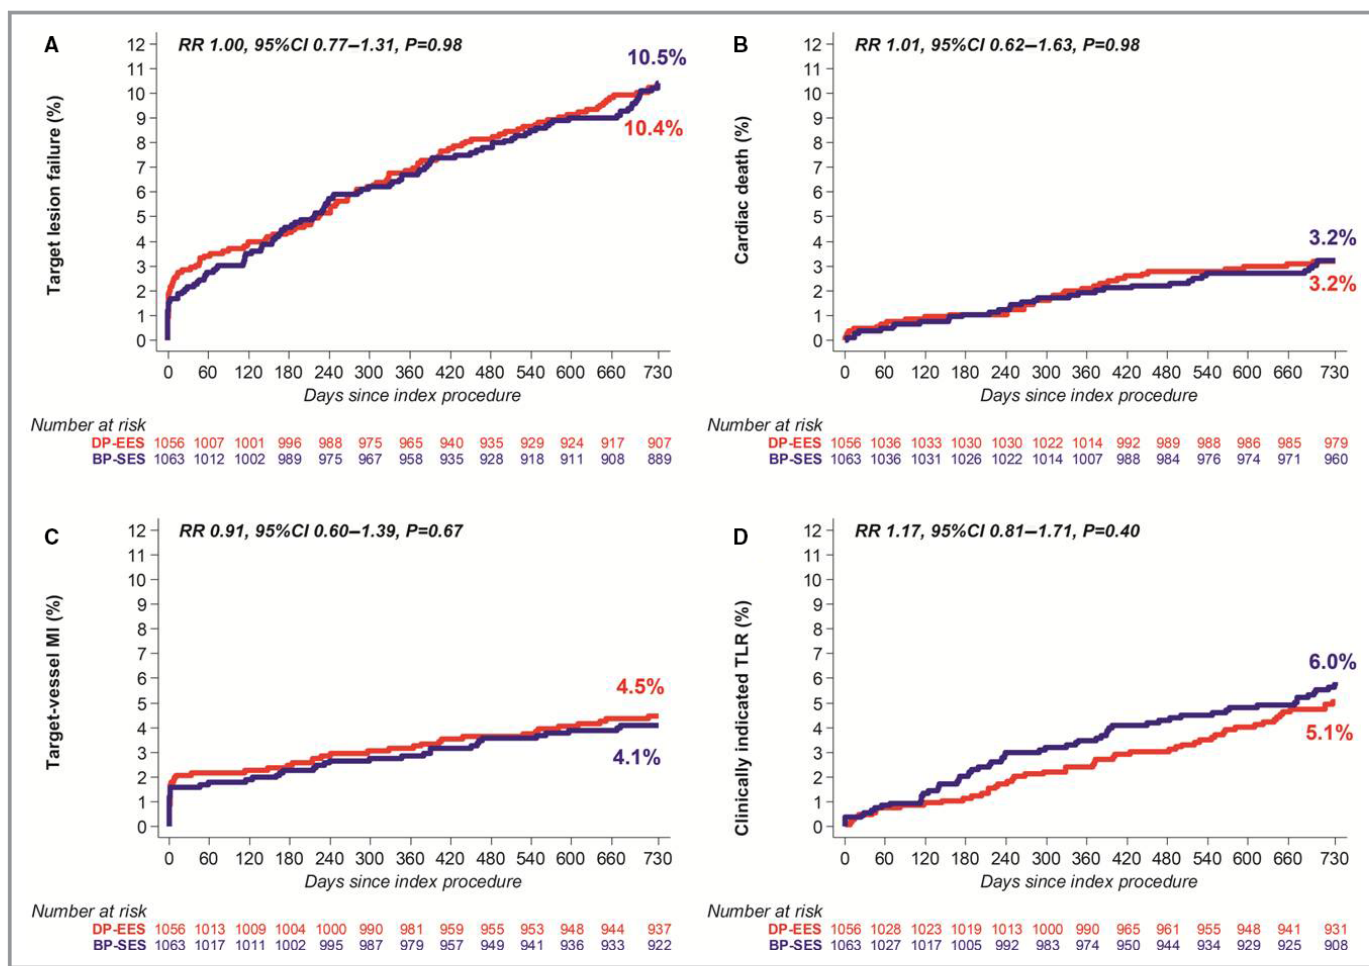 A
RR 1.00, 95%CI 0.77–1.31, P=0.98
12
11
10
9
8
7
6
5
4
3
2
1
0
Target lesion failure (%)
10.5%
10.4%
0 60 120 180 240 300 360 420 480 540 600 660 730
Days since index procedure
Number at risk
DP-EES 1056 1007 1001 996 988 975 965 940 935 929 924 917 907
BP-SES 1063 1012 1002 989 975 967 958 935 928 918 911 908 889
B
RR 1.01, 95%CI 0.62–1.63, P=0.98
12
11
10
9
8
7
6
5
4
3
2
1
0
Cardiac death (%)
3.2%
3.2%
0 60 120 180 240 300 360 420 480 540 600 660 730
Days since index procedure
Number at risk
DP-EES 1056 1036 1033 1030 1030 1022 1014 992 989 988 986 985 979
BP-SES 1063 1036 1031 1026 1022 1014 1007 988 984 976 974 971 960
C
RR 0.91, 95%CI 0.60–1.39, P=0.67
12
11
10
9
8
7
6
5
4
3
2
1
0
Target-vessel MI (%)
4.5%
4.1%
0 60 120 180 240 300 360 420 480 540 600 660 730
Days since index procedure
Number at risk
DP-EES 1056 1013 1009 1004 1000 990 981 959 955 953 948 944 937
BP-SES 1063 1017 1011 1002 995 987 979 957 949 941 936 933 922
D
RR 1.17, 95%CI 0.81–1.71, P=0.40
12
11
10
9
8
7
6
5
4
3
2
1
0
Clinically indicated TLR (%)
6.0%
5.1%
0 60 120 180 240 300 360 420 480 540 600 660 730
Days since index procedure
Number at risk
DP-EES 1056 1028 1023 1019 1013 1000 990 965 961 955 948 941 931
BP-SES 1063 1027 1017 1005 992 983 974 950 944 934 929 925 908